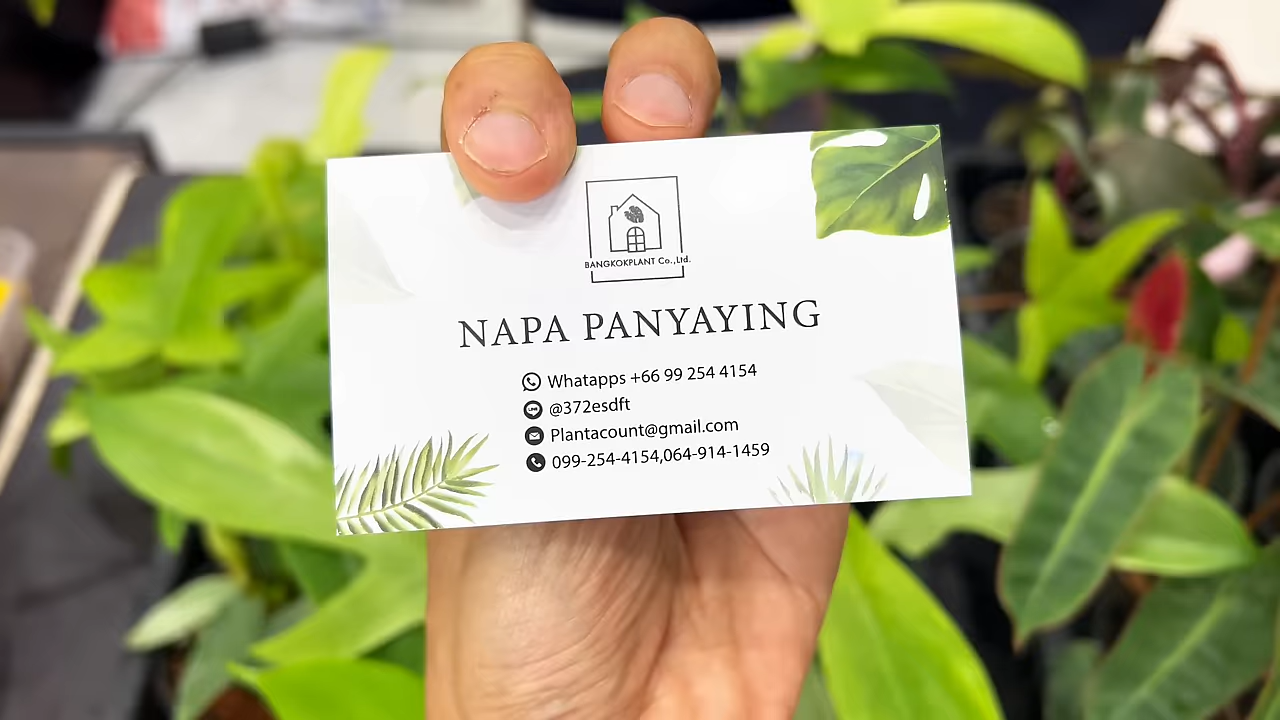 BANGKOKPLANT Co.,Ltd.
NAPA PANYAYING
Whatapps +66 99 254 4154
LINE @372esdft
Plantacount@gmail.com
099-254-4154,064-914-1459